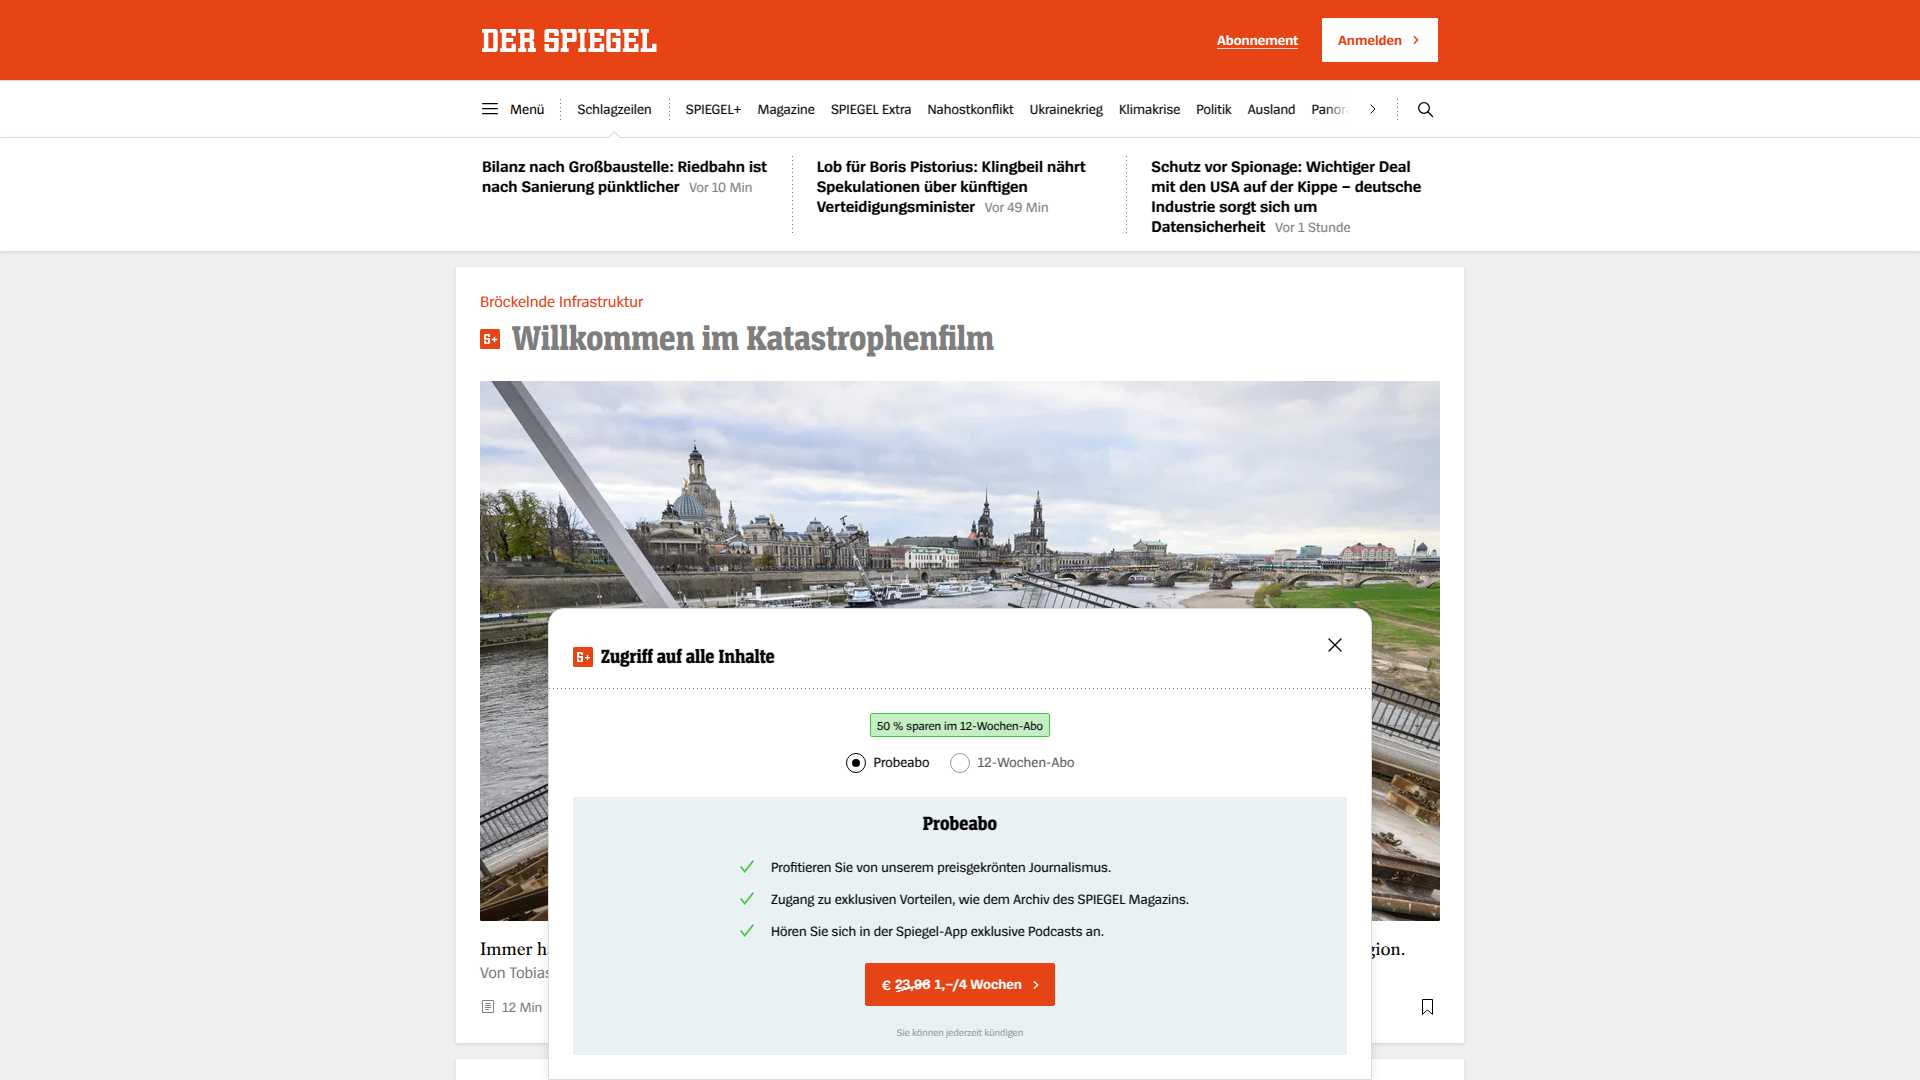 DER SPIEGEL
Abonnement
Anmelden
Menü
Schlagzeilen
SPIEGEL+
Magazine
SPIEGEL Extra
Nahostkonflikt
Ukrainekrieg
Klimakrise
Politik
Ausland
Bilanz nach Großbaustelle: Riedbahn ist
nach Sanierung pünktlicher Vor 10 Min
Lob für Boris Pistorius: Klingbeil nährt
Spekulationen über künftigen
Verteidigungsminister Vor 49 Min
Schutz vor Spionage: Wichtiger Deal
mit den USA auf der Kippe – deutsche
Industrie sorgt sich um
Datensicherheit Vor 1 Stunde
Bröckelnde Infrastruktur
S+ Willkommen im Katastrophenfilm
S+ Zugriff auf alle Inhalte
50 % sparen im 12-Wochen-Abo
Probeabo
12-Wochen-Abo
Probeabo
Profitieren Sie von unserem preisgekrönten Journalismus.
Zugang zu exklusiven Vorteilen, wie dem Archiv des SPIEGEL Magazins.
Hören Sie sich in der Spiegel-App exklusive Podcasts an.
€ 23,96 1,–/4 Wochen
Sie können jederzeit kündigen
Immer
Von Tobias
12 Min